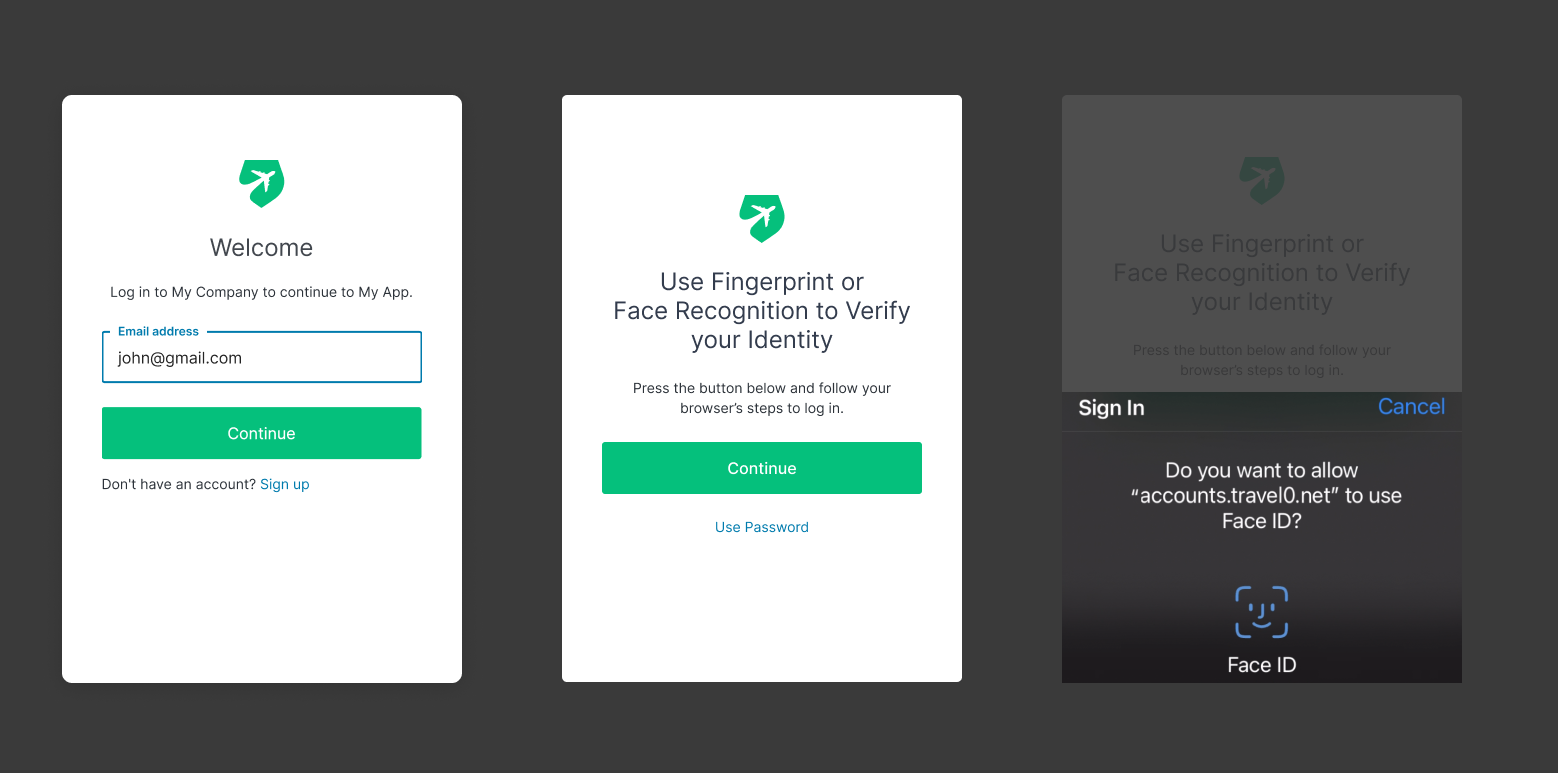 Welcome
Log in to My Company to continue to My App.
Email address
john@gmail.com
Continue
Don't have an account? Sign up
Use Fingerprint or
Face Recognition to Verify
your Identity
Press the button below and follow your
browser’s steps to log in.
Continue
Use Password
Use Fingerprint or
Face Recognition to Verify
your Identity
Press the button below and follow your
browser’s steps to log in.
Sign In Cancel
Do you want to allow
“accounts.travel0.net” to use
Face ID?
Face ID